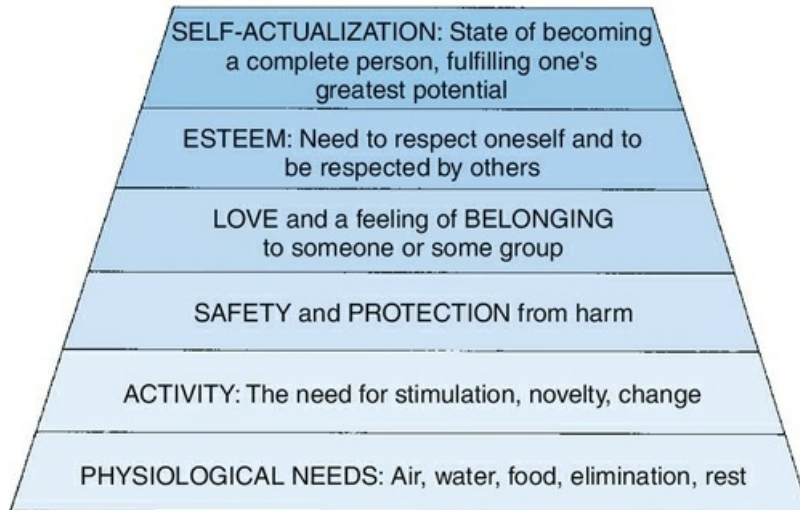 SELF-ACTUALIZATION: State of becoming
a complete person, fulfilling one's
greatest potential
ESTEEM: Need to respect oneself and to
be respected by others
LOVE and a feeling of BELONGING
to someone or some group
SAFETY and PROTECTION from harm
ACTIVITY: The need for stimulation, novelty, change
PHYSIOLOGICAL NEEDS: Air, water, food, elimination, rest